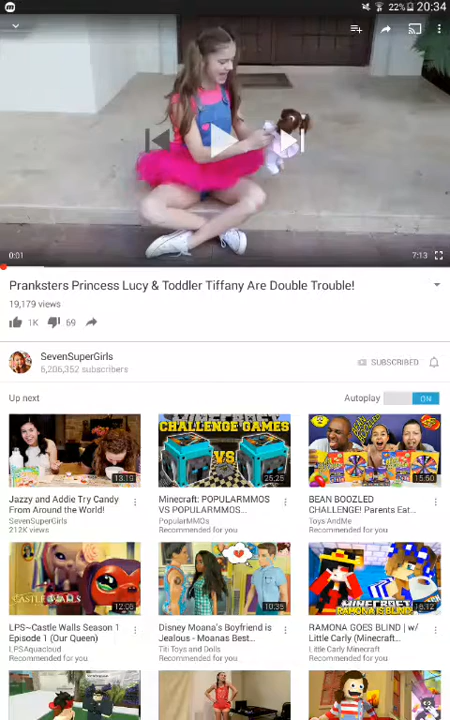 22% 20:34
0:01
7:13
Pranksters Princess Lucy & Toddler Tiffany Are Double Trouble!
19,179 views
1K 69
SevenSuperGirls
6,206,352 subscribers
SUBSCRIBED
Up next
Autoplay ON
13:19
Jazzy and Addie Try Candy
From Around the World!
SevenSuperGirls
212K views
MINECRAFT
CHALLENGE GAMES
VS
25:25
Minecraft: POPULARMMOS
VS POPULARMMOS...
PopularMMOs
Recommended for you
BEAN BOOZLED
15:50
BEAN BOOZLED
CHALLENGE! Parents Eat...
ToysAndMe
Recommended for you
CASTLE WALLS
12:05
LPS~Castle Walls Season 1
Episode 1 (Our Queen)
LPSAquacloud
Recommended for you
10:35
Disney Moana's Boyfriend is
Jealous - Moanas Best...
Titi Toys and Dolls
Recommended for you
MINECRAFT
RAMONA IS BLIND
16:12
RAMONA GOES BLIND | w/
Little Carly (Minecraft...
Little Carly Minecraft
Recommended for you